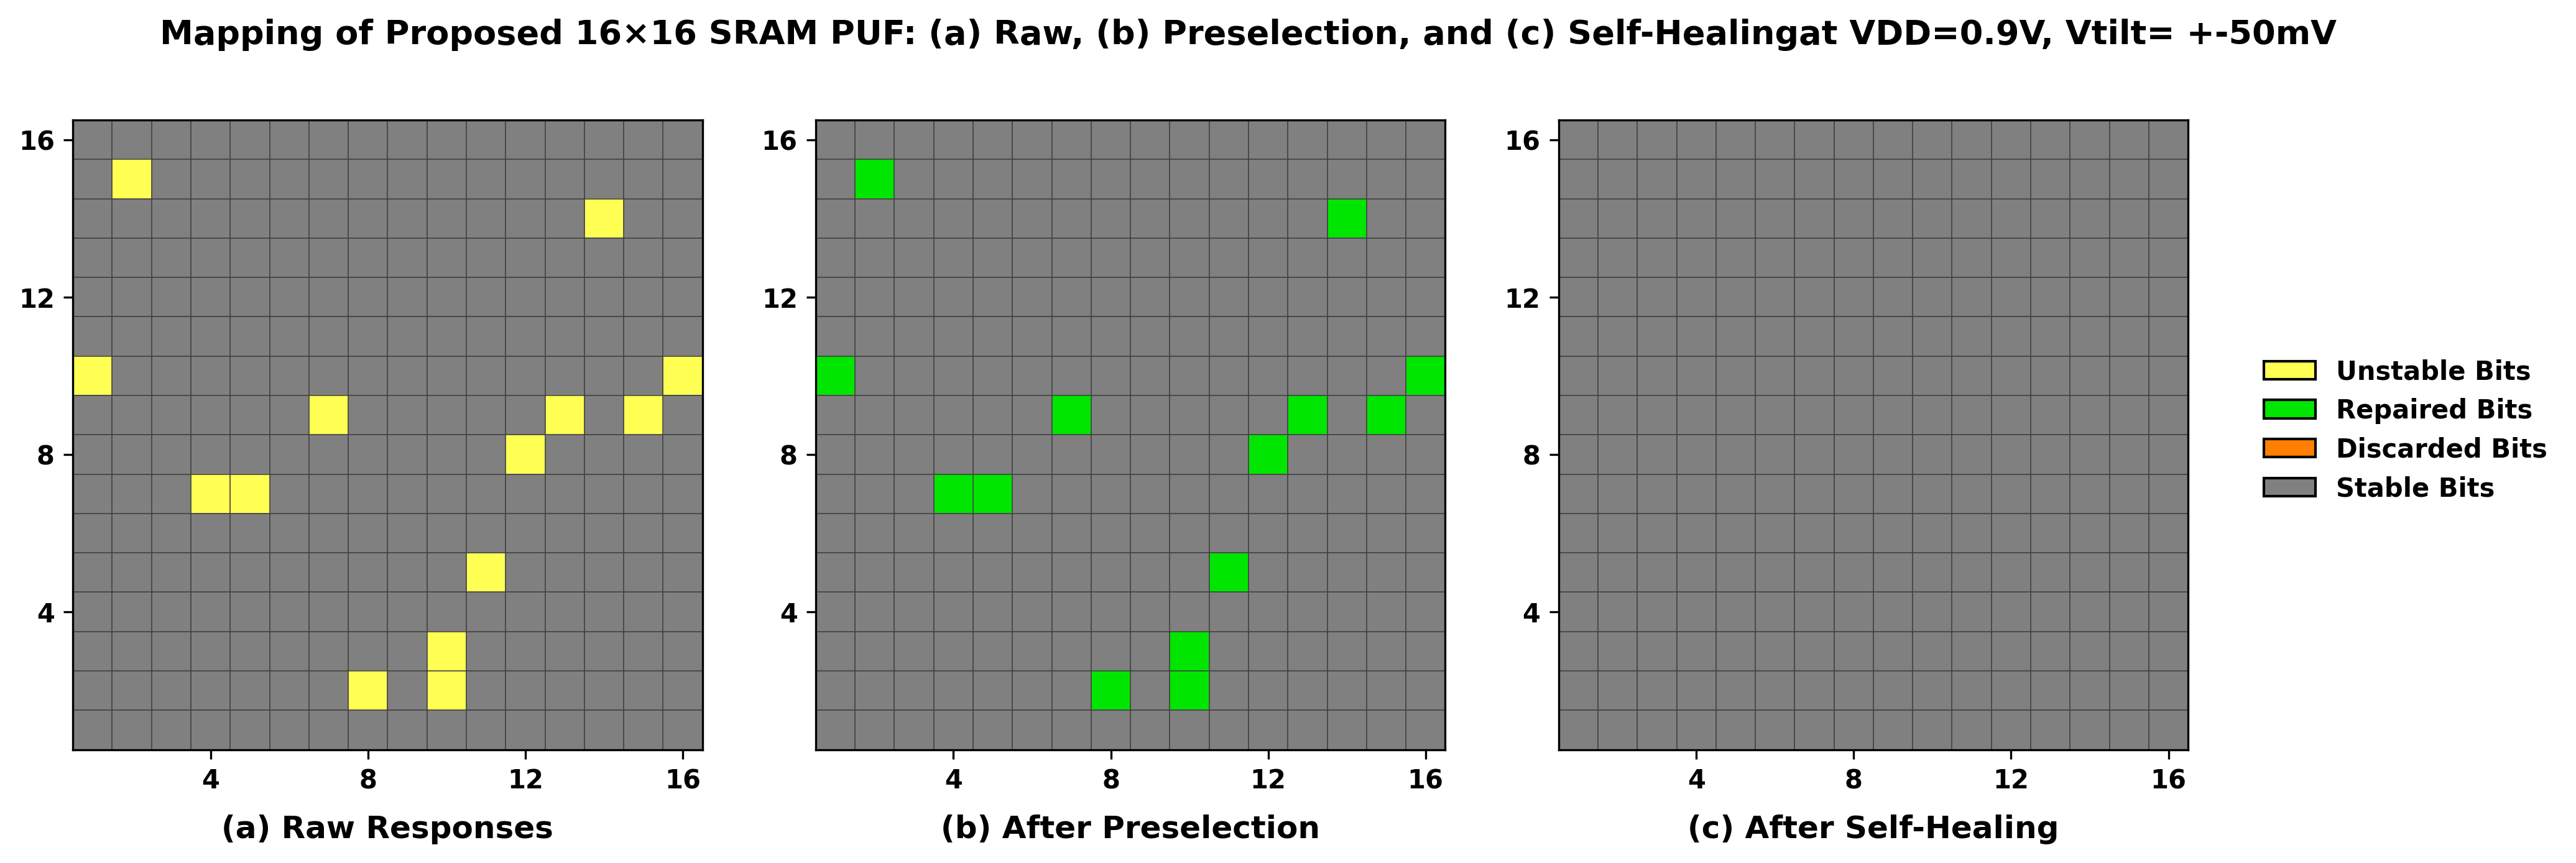 Mapping of Proposed 16×16 SRAM PUF: (a) Raw, (b) Preselection, and (c) Self-Healingat VDD=0.9V, Vtilt= +-50mV
16
12
8
4
4 8 12 16
(a) Raw Responses
16
12
8
4
4 8 12 16
(b) After Preselection
16
12
8
4
4 8 12 16
(c) After Self-Healing
Unstable Bits
Repaired Bits
Discarded Bits
Stable Bits